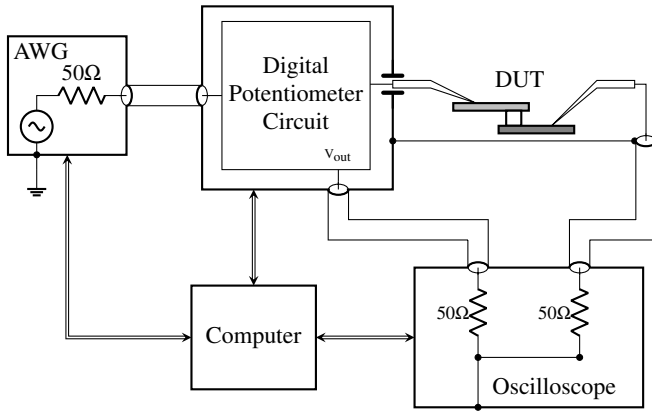 AWG
50Ω
Digital
Potentiometer
Circuit
Vout
DUT
Computer
50Ω
50Ω
Oscilloscope